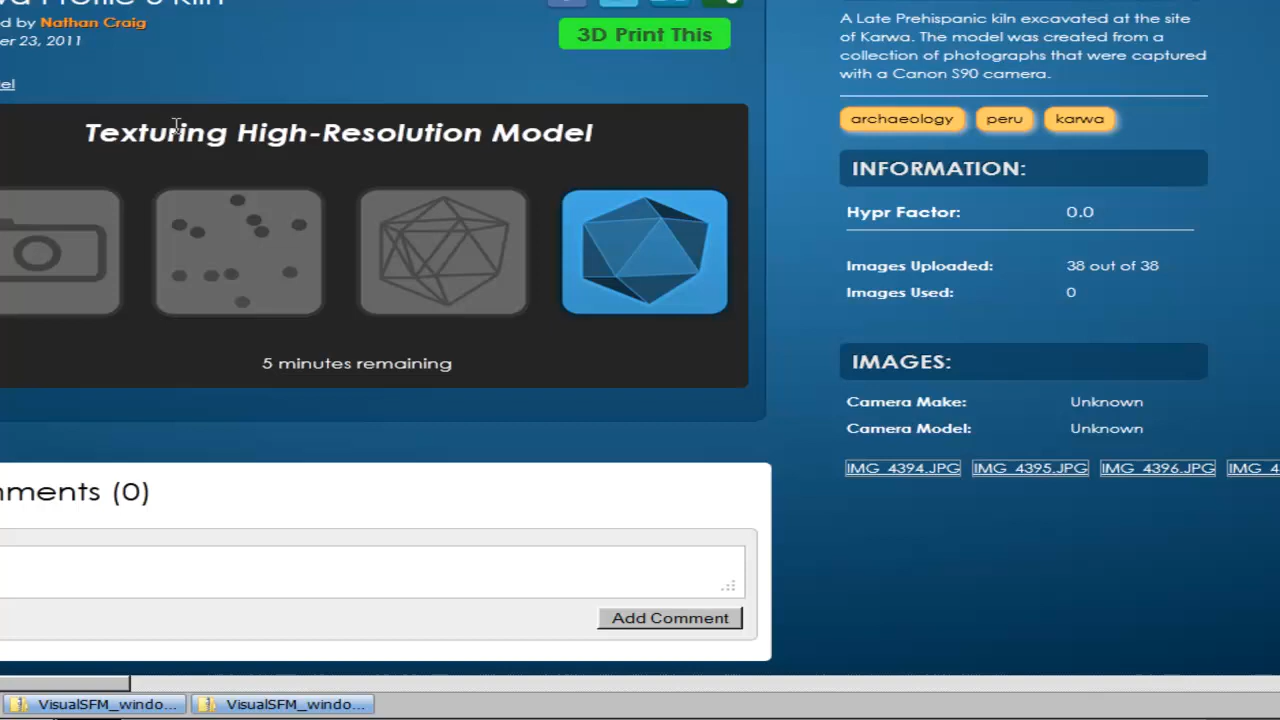 by Nathan Craig
23, 2011
3D Print This
Texturing High-Resolution Model
5 minutes remaining
(0)
Add Comment
A Late Prehispanic kiln excavated at the site
of Karwa. The model was created from a
collection of photographs that were captured
with a Canon S90 camera.
archaeology peru karwa
INFORMATION:
Hypr Factor: 0.0
Images Uploaded: 38 out of 38
Images Used: 0
IMAGES:
Camera Make: Unknown
Camera Model: Unknown
IMG_4394.JPG IMG_4395.JPG IMG_4396.JPG IMG_4
VisualSFM_windo... VisualSFM_windo...